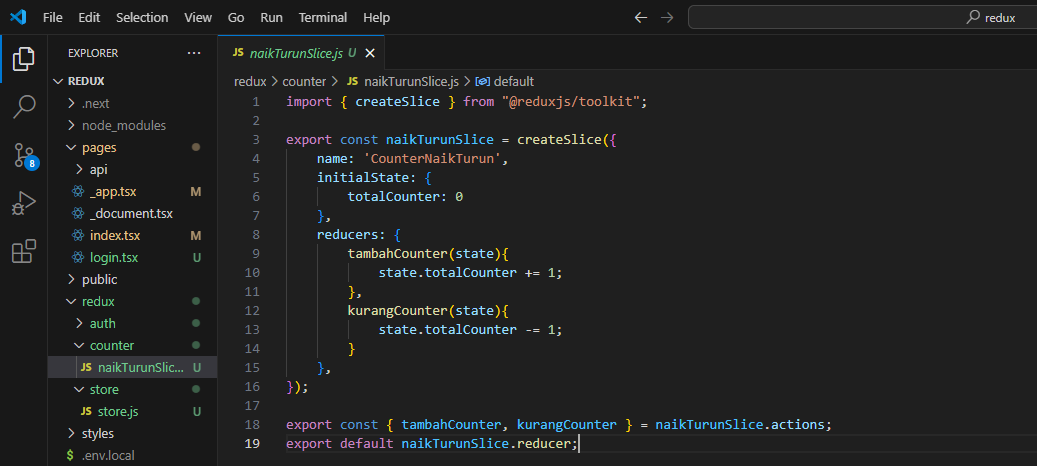 File Edit Selection View Go Run Terminal Help
redux
EXPLORER
naikTurunSlice.js U
REDUX
.next
node_modules
pages
api
_app.tsx M
_document.tsx
index.tsx M
login.tsx U
public
redux
auth
counter
naikTurunSlic... U
store
store.js U
styles
.env.local
8
redux > counter > JS naikTurunSlice.js > default
1 import { createSlice } from "@reduxjs/toolkit";
2
3 export const naikTurunSlice = createSlice({
4 name: 'CounterNaikTurun',
5 initialState: {
6 totalCounter: 0
7 },
8 reducers: {
9 tambahCounter(state){
10 state.totalCounter += 1;
11 },
12 kurangCounter(state){
13 state.totalCounter -= 1;
14 }
15 },
16 });
17
18 export const { tambahCounter, kurangCounter } = naikTurunSlice.actions;
19 export default naikTurunSlice.reducer;